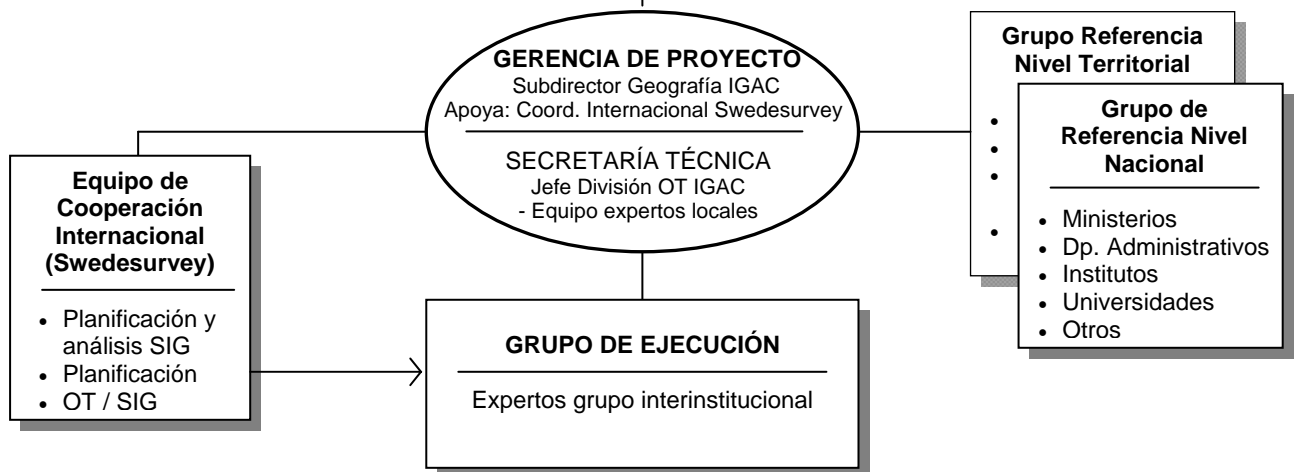 GERENCIA DE PROYECTO
Subdirector Geografía IGAC
Apoya: Coord. Internacional Swedesurvey
SECRETARÍA TÉCNICA
Jefe División OT IGAC
- Equipo expertos locales
Grupo Referencia
Nivel Territorial
•
•
•
•
Grupo de
Referencia Nivel
Nacional
• Ministerios
• Dp. Administrativos
• Institutos
• Universidades
• Otros
Equipo de
Cooperación
Internacional
(Swedesurvey)
• Planificación y
análisis SIG
• Planificación
• OT / SIG
GRUPO DE EJECUCIÓN
Expertos grupo interinstitucional